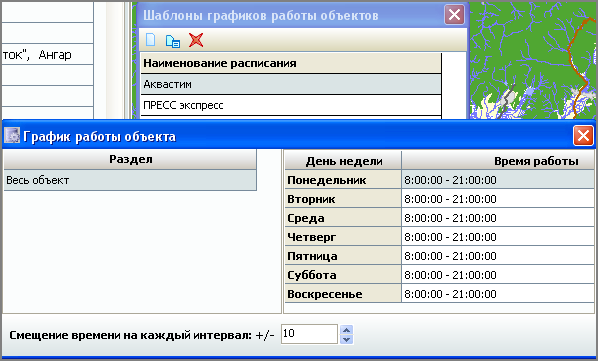 Шаблоны графиков работы объектов
ток", Ангар
Наименование расписания
Аквастим
ПРЕСС экспресс
График работы объекта
Раздел
Весь объект
День недели Время работы
Понедельник 8:00:00 - 21:00:00
Вторник 8:00:00 - 21:00:00
Среда 8:00:00 - 21:00:00
Четверг 8:00:00 - 21:00:00
Пятница 8:00:00 - 21:00:00
Суббота 8:00:00 - 21:00:00
Воскресенье 8:00:00 - 21:00:00
Смещение времени на каждый интервал: +/- 10